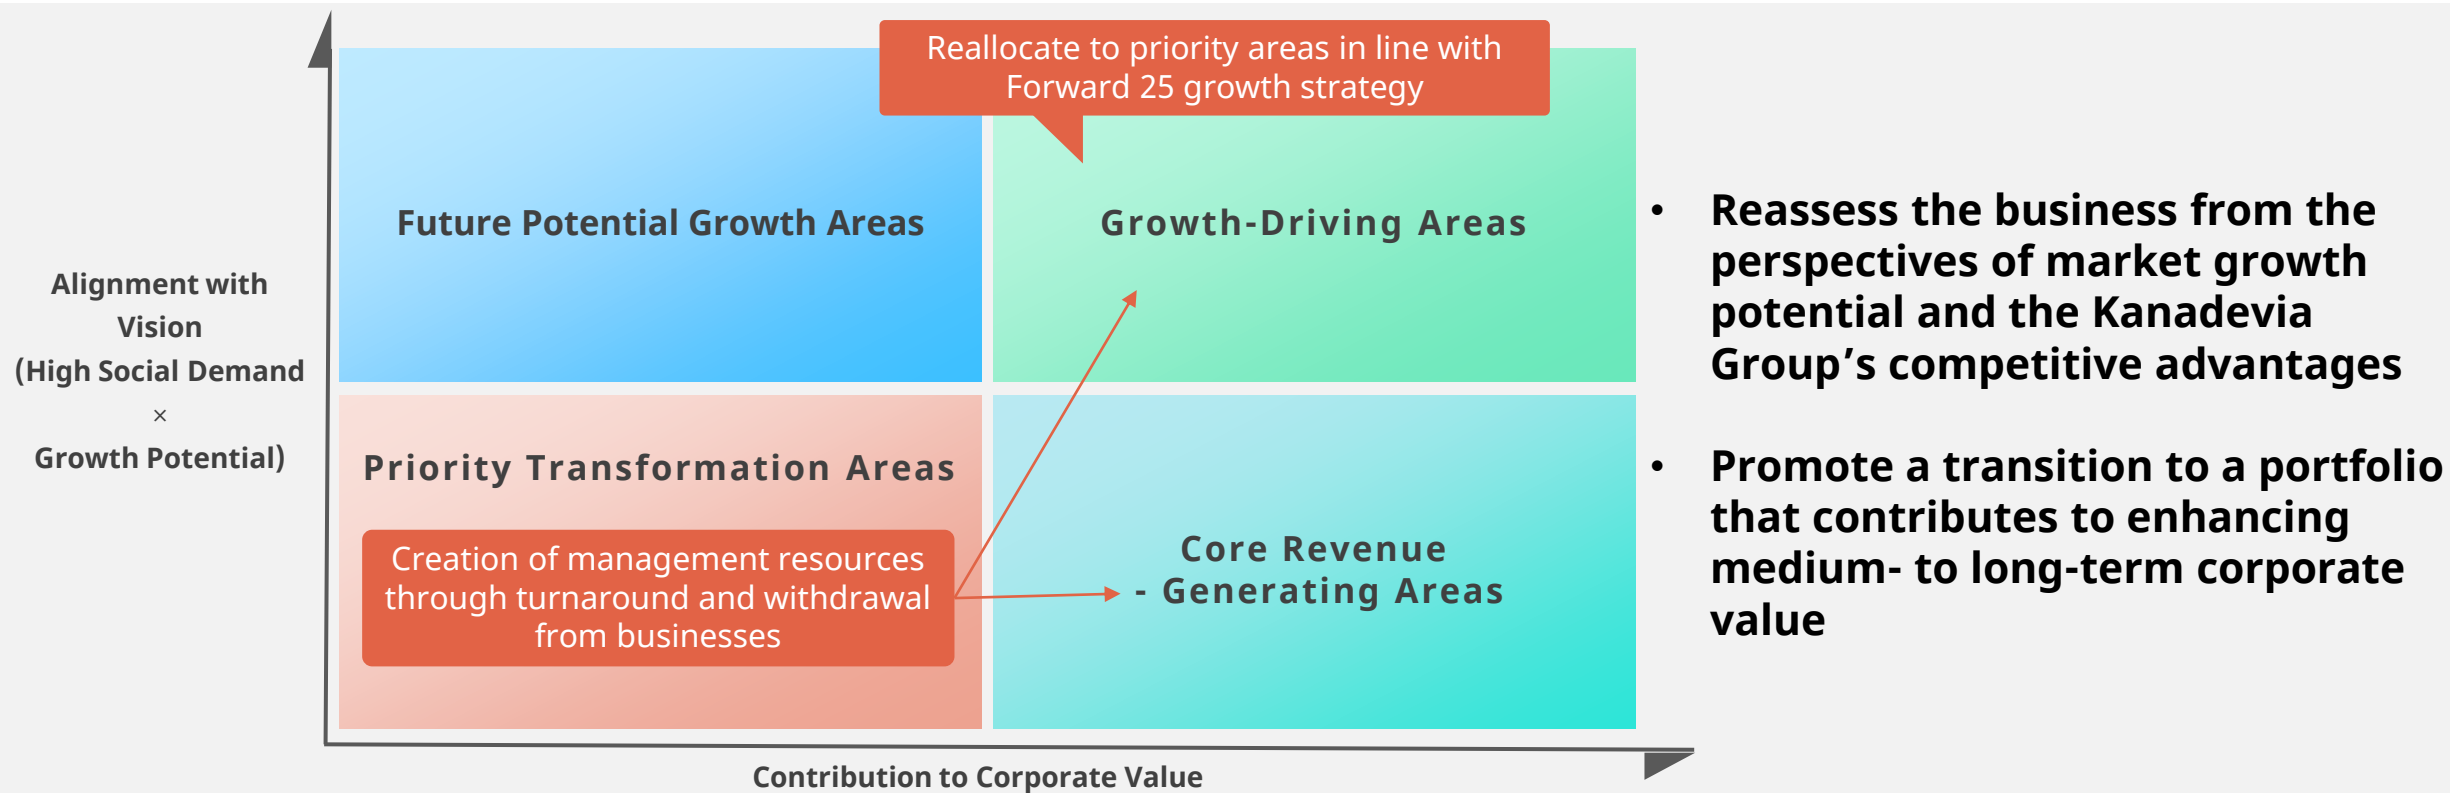 Reallocate to priority areas in line with
Forward 25 growth strategy
Future Potential Growth Areas
Growth-Driving Areas
Alignment with
Vision
(High Social Demand
×
Growth Potential)
Priority Transformation Areas
Creation of management resources
through turnaround and withdrawal
from businesses
Core Revenue
- Generating Areas
Contribution to Corporate Value
• Reassess the business from the
perspectives of market growth
potential and the Kanadevia
Group’s competitive advantages
• Promote a transition to a portfolio
that contributes to enhancing
medium- to long-term corporate
value